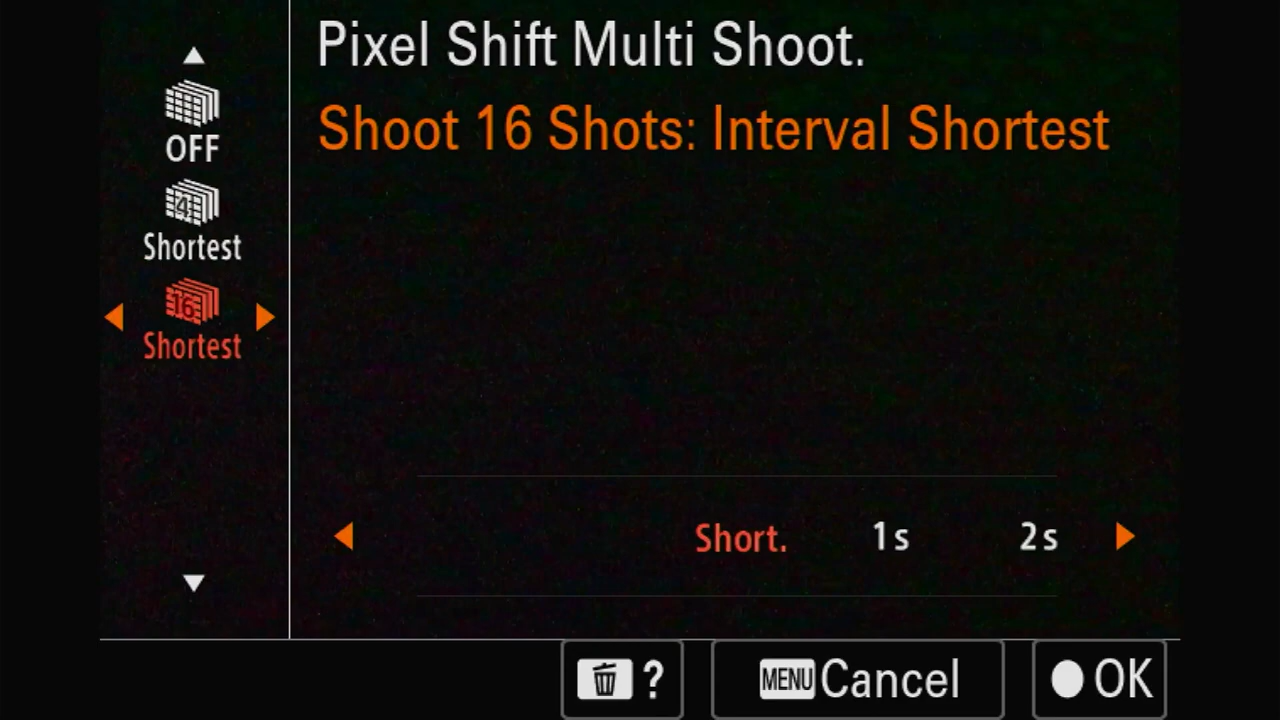 Pixel Shift Multi Shoot.
Shoot 16 Shots: Interval Shortest
OFF
4
Shortest
16
Shortest
Short. 1s 2s
? MENU Cancel OK